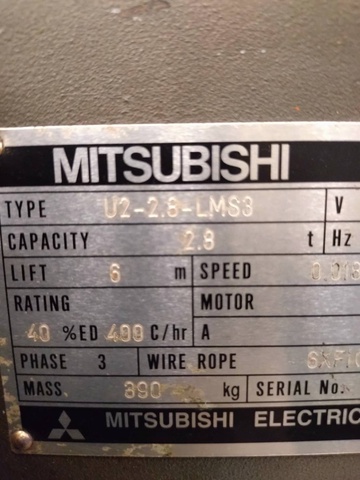 MITSUBISHI
TYPE U2-2.8-LMS3 V
CAPACITY 2.8 t Hz
LIFT 6 m SPEED
RATING MOTOR
40 %ED 400 C/hr A
PHASE 3 WIRE ROPE
MASS 390 kg SERIAL No.
MITSUBISHI ELECTRIC